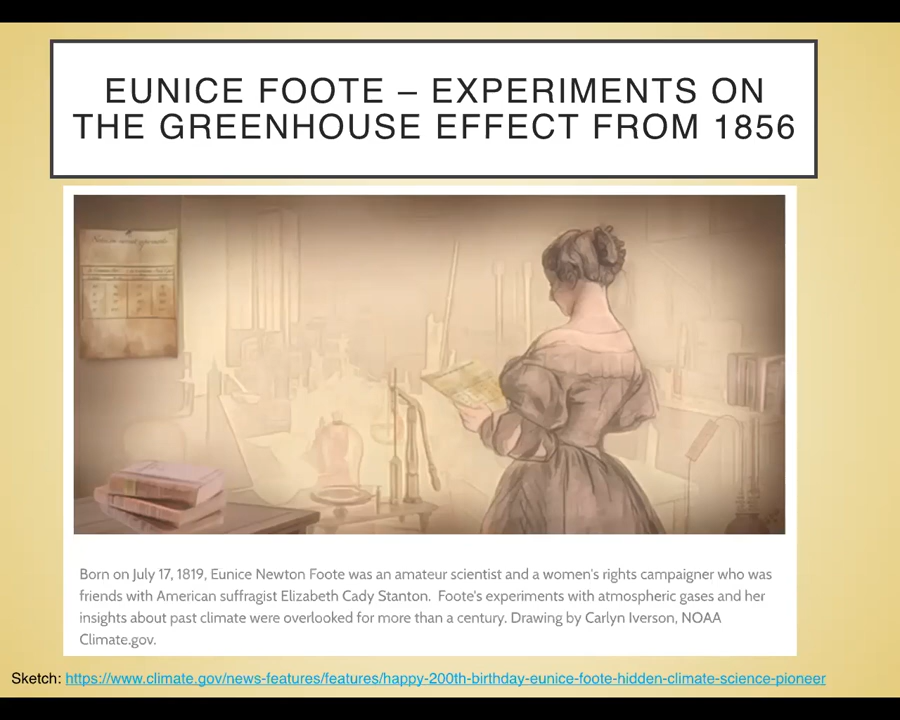 EUNICE FOOTE – EXPERIMENTS ON
THE GREENHOUSE EFFECT FROM 1856
Born on July 17, 1819, Eunice Newton Foote was an amateur scientist and a women's rights campaigner who was
friends with American suffragist Elizabeth Cady Stanton.  Foote's experiments with atmospheric gases and her
insights about past climate were overlooked for more than a century. Drawing by Carlyn Iverson, NOAA
Climate.gov.
Sketch: https://www.climate.gov/news-features/features/happy-200th-birthday-eunice-foote-hidden-climate-science-pioneer